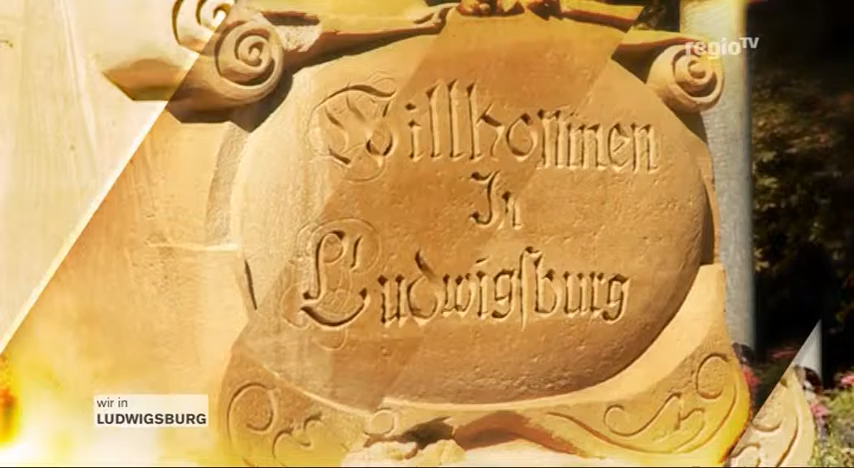 regioTV
Willkommen
In
Ludwigsburg
wir in
LUDWIGSBURG